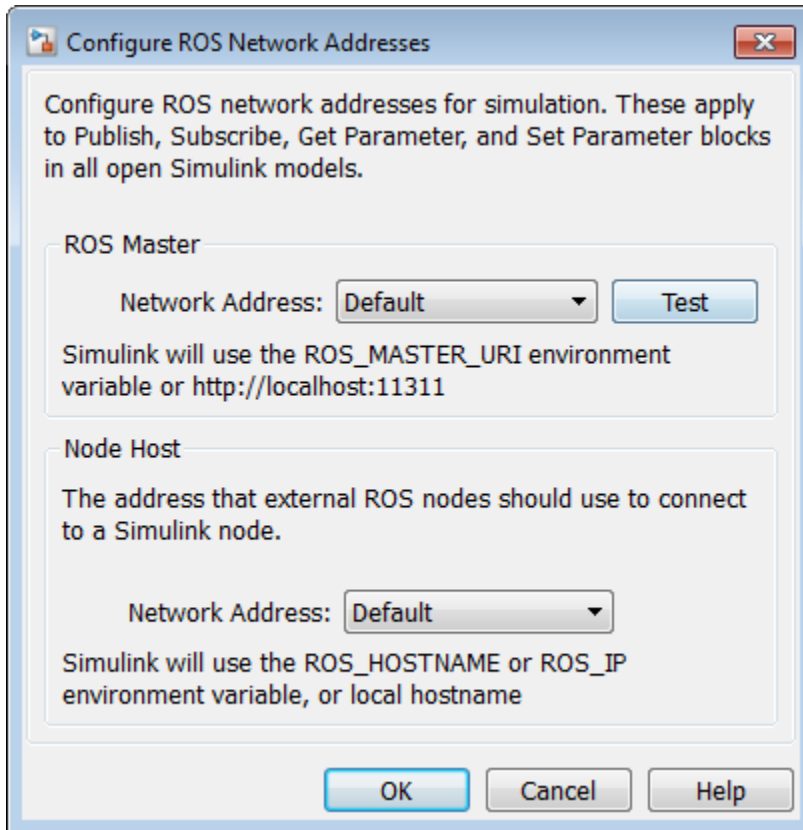 Configure ROS Network Addresses
Configure ROS network addresses for simulation. These apply
to Publish, Subscribe, Get Parameter, and Set Parameter blocks
in all open Simulink models.
ROS Master
Network Address: Default Test
Simulink will use the ROS_MASTER_URI environment
variable or http://localhost:11311
Node Host
The address that external ROS nodes should use to connect
to a Simulink node.
Network Address: Default
Simulink will use the ROS_HOSTNAME or ROS_IP
environment variable, or local hostname
OK Cancel Help